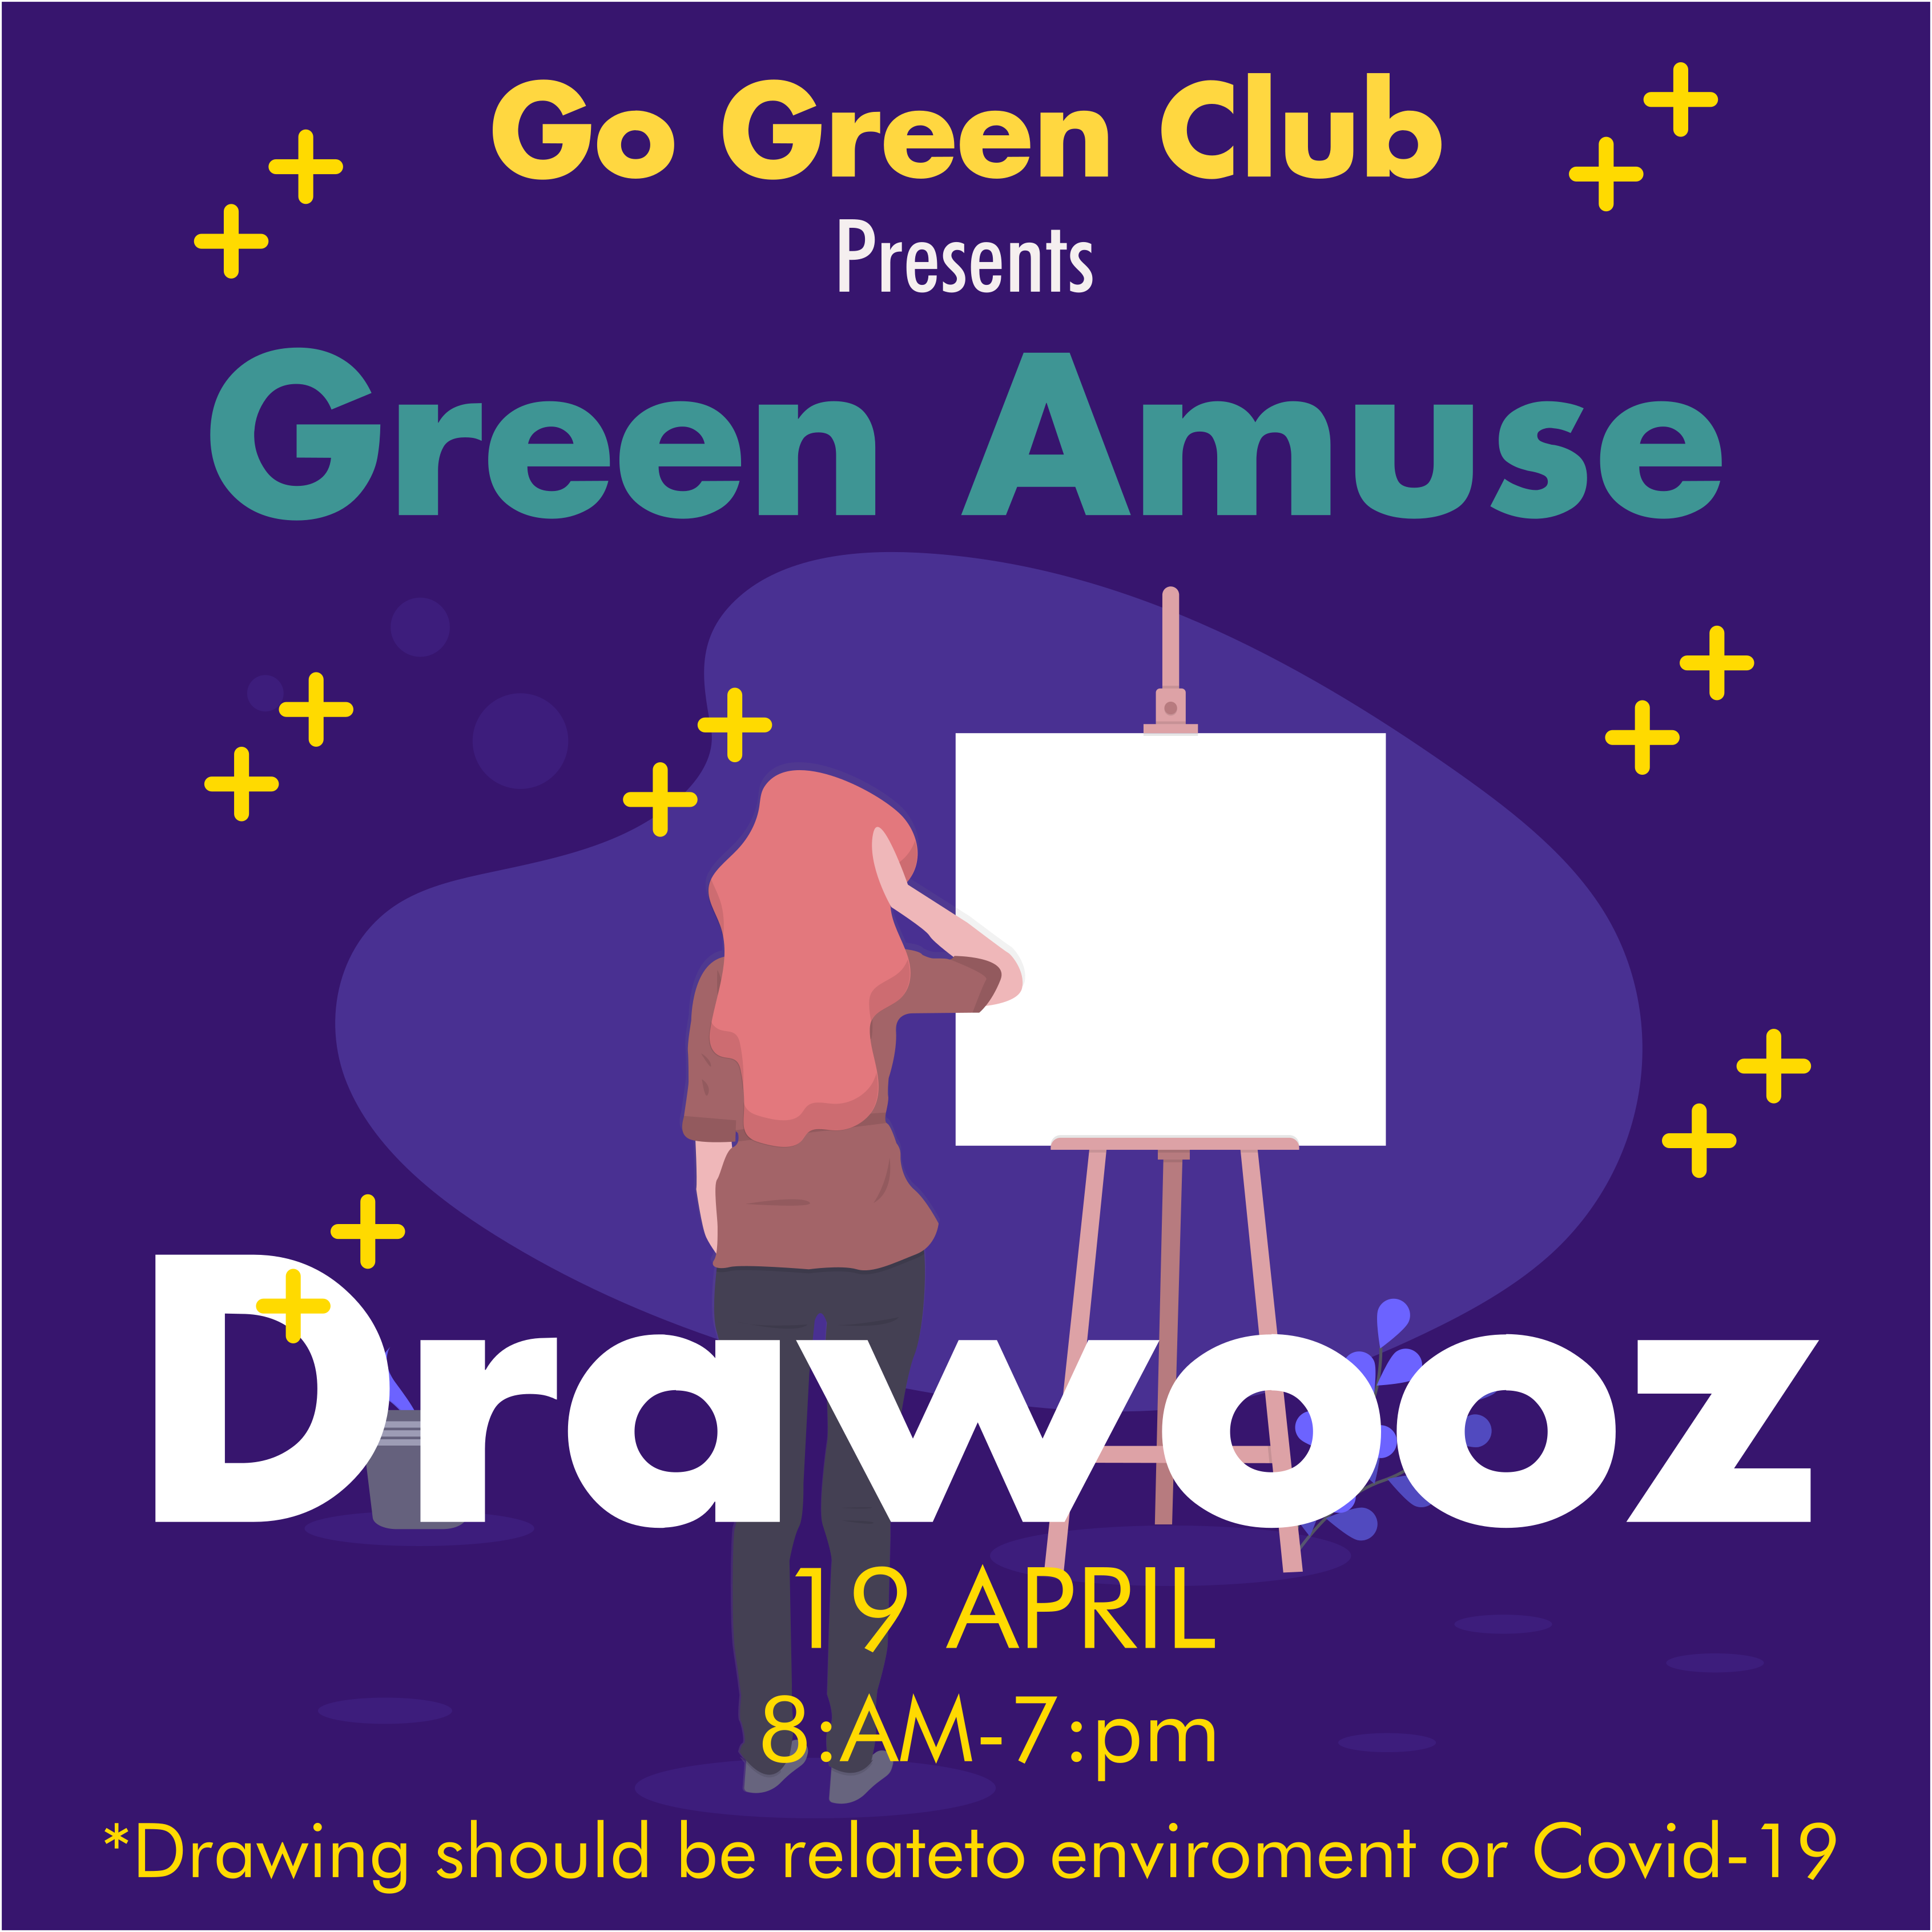 Go Green Club
Presents
Green Amuse
Drawooz
19 APRIL
8:AM-7:pm
*Drawing should be relateto enviroment or Covid-19